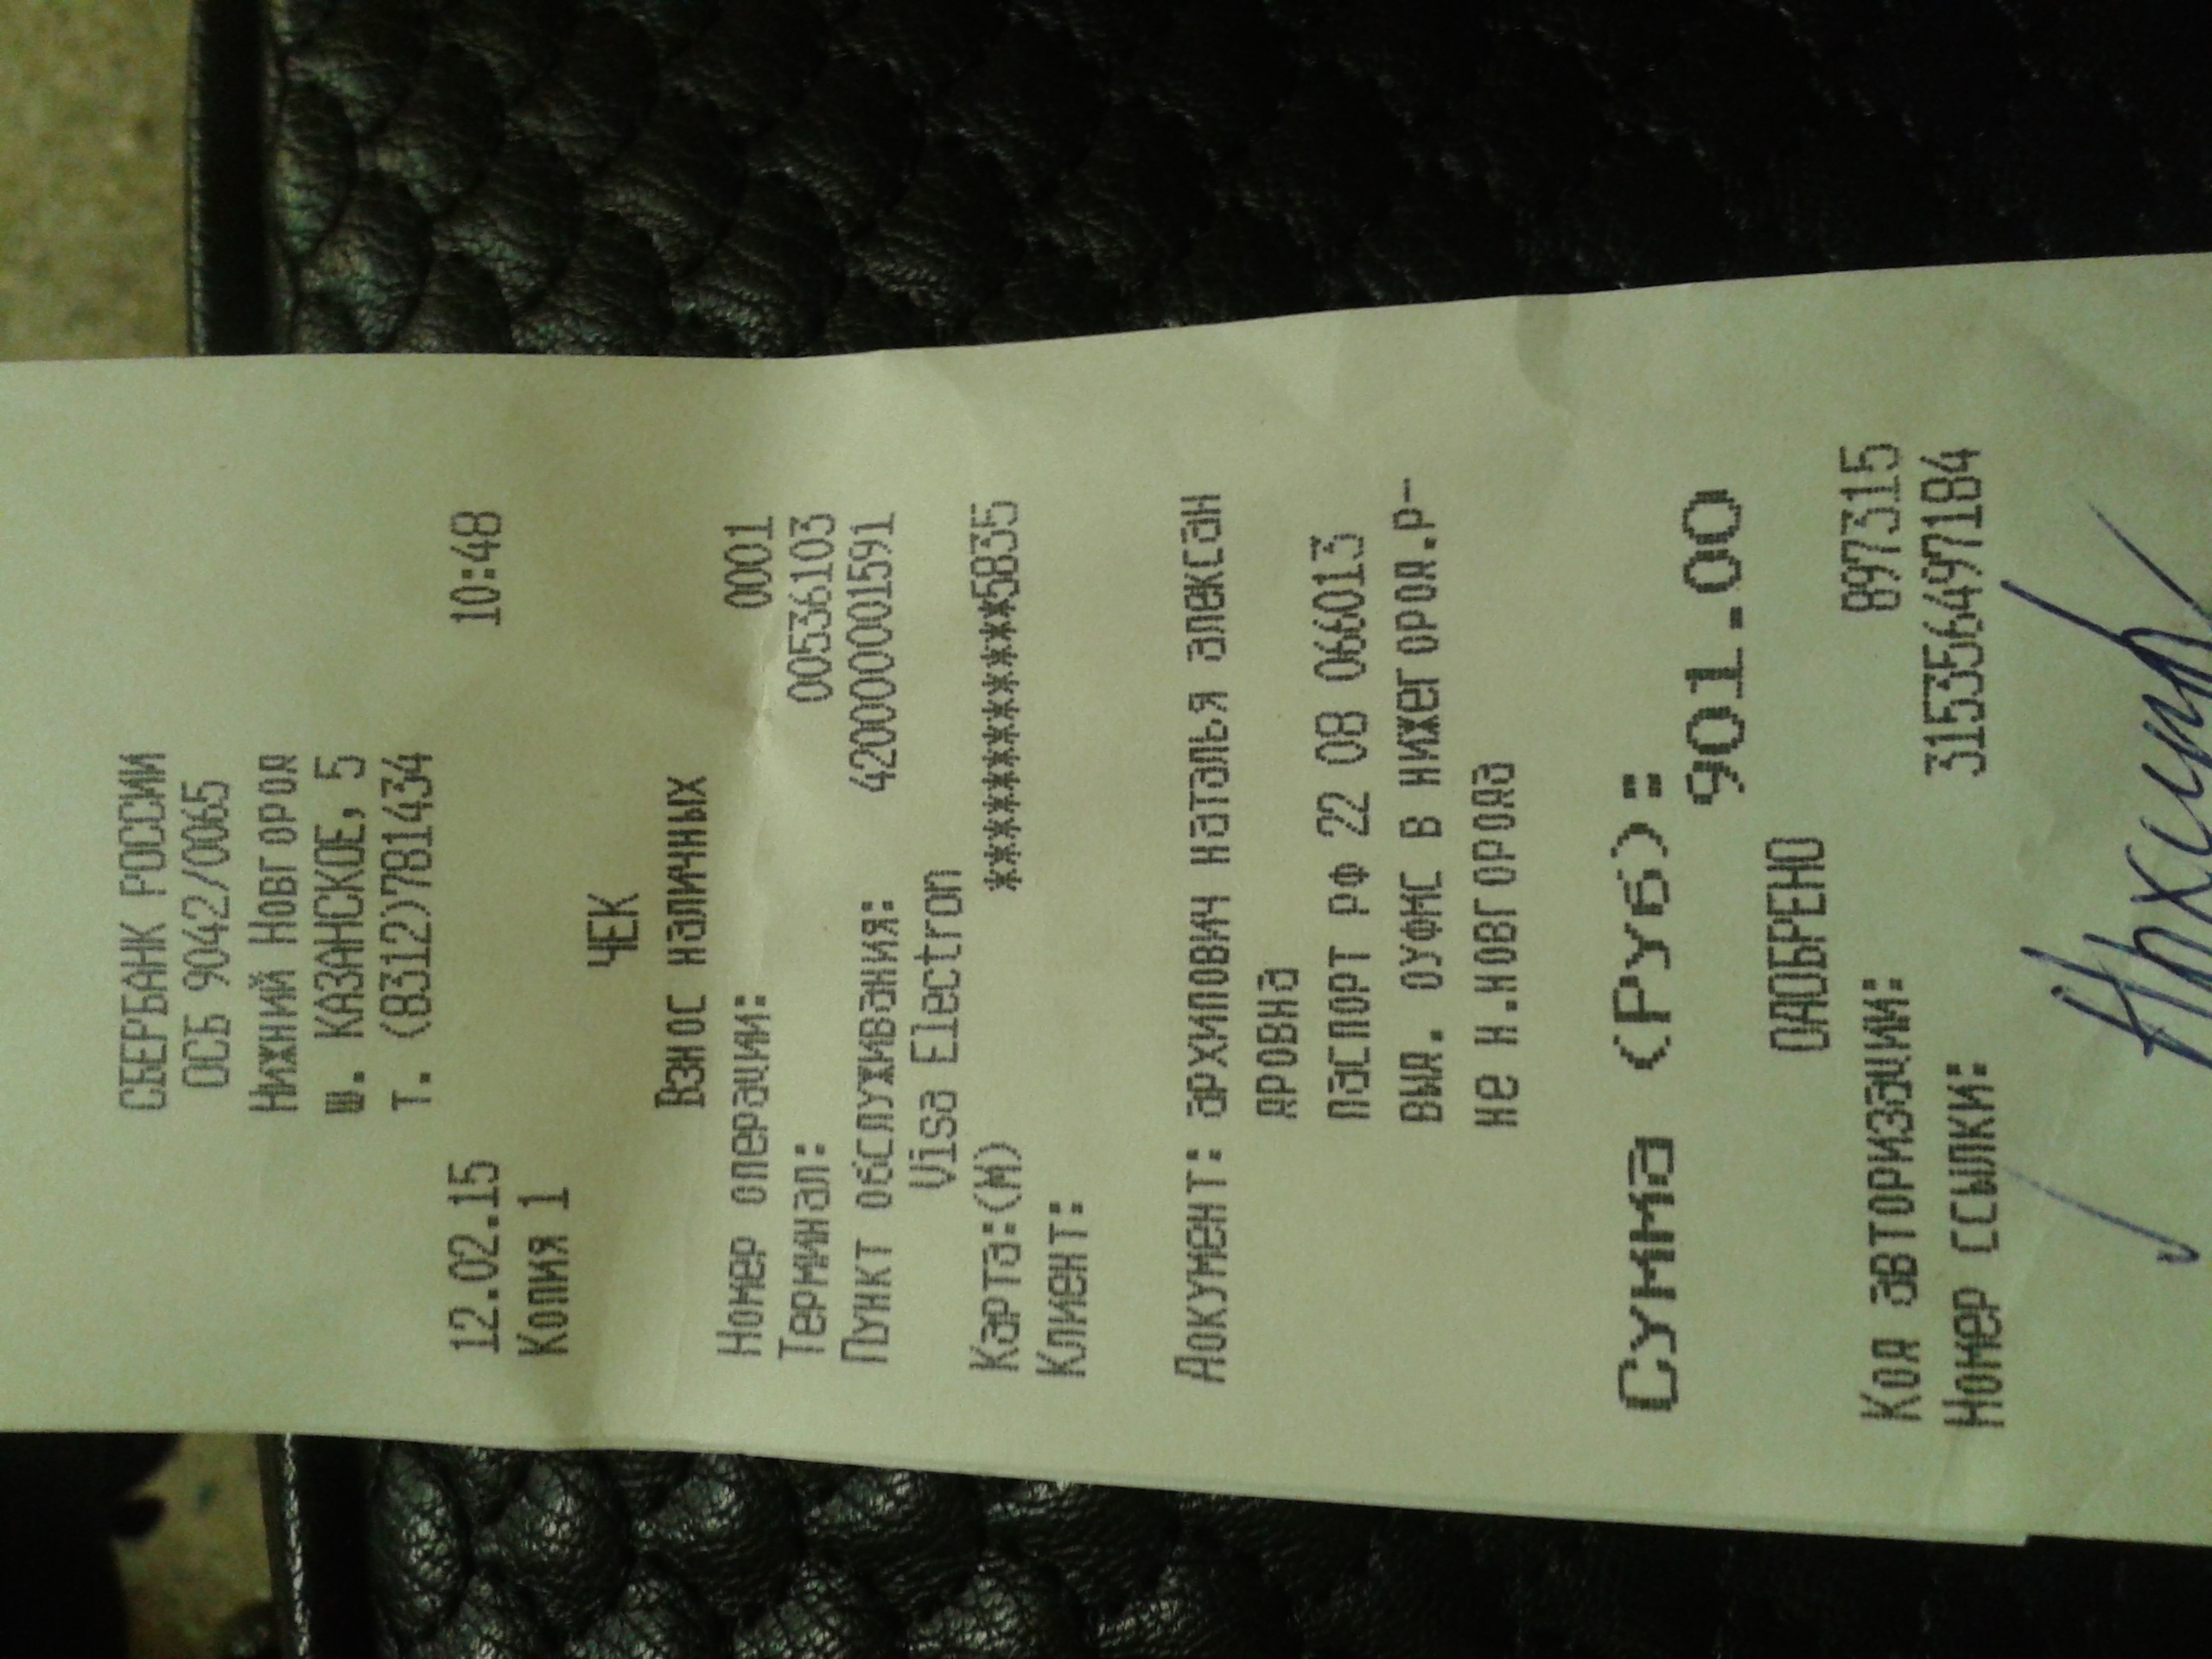 СБЕРБАНК РОССИИ
ОСБ 9042/0065
Нижний Новгород
ш. КАЗАНСКОЕ, 5
т. (8312)781434
12.02.15 10:48
Копия 1
ЧЕК
Взнос наличных
Номер операции: 0001
Терминал: 00536103
Пункт обслуживания: 420000001591
Visa Electron
Карта:(M) ************5835
Клиент:
Документ: архипович наталья алексан
дровна
паспорт рф 22 08 066013
выд. оуфмс в нижегород.р-
не н.новгорода
Сумма (Руб):
901.00
ОДОБРЕНО
Код авторизации: 897315
Номер ссылки: 315356497184